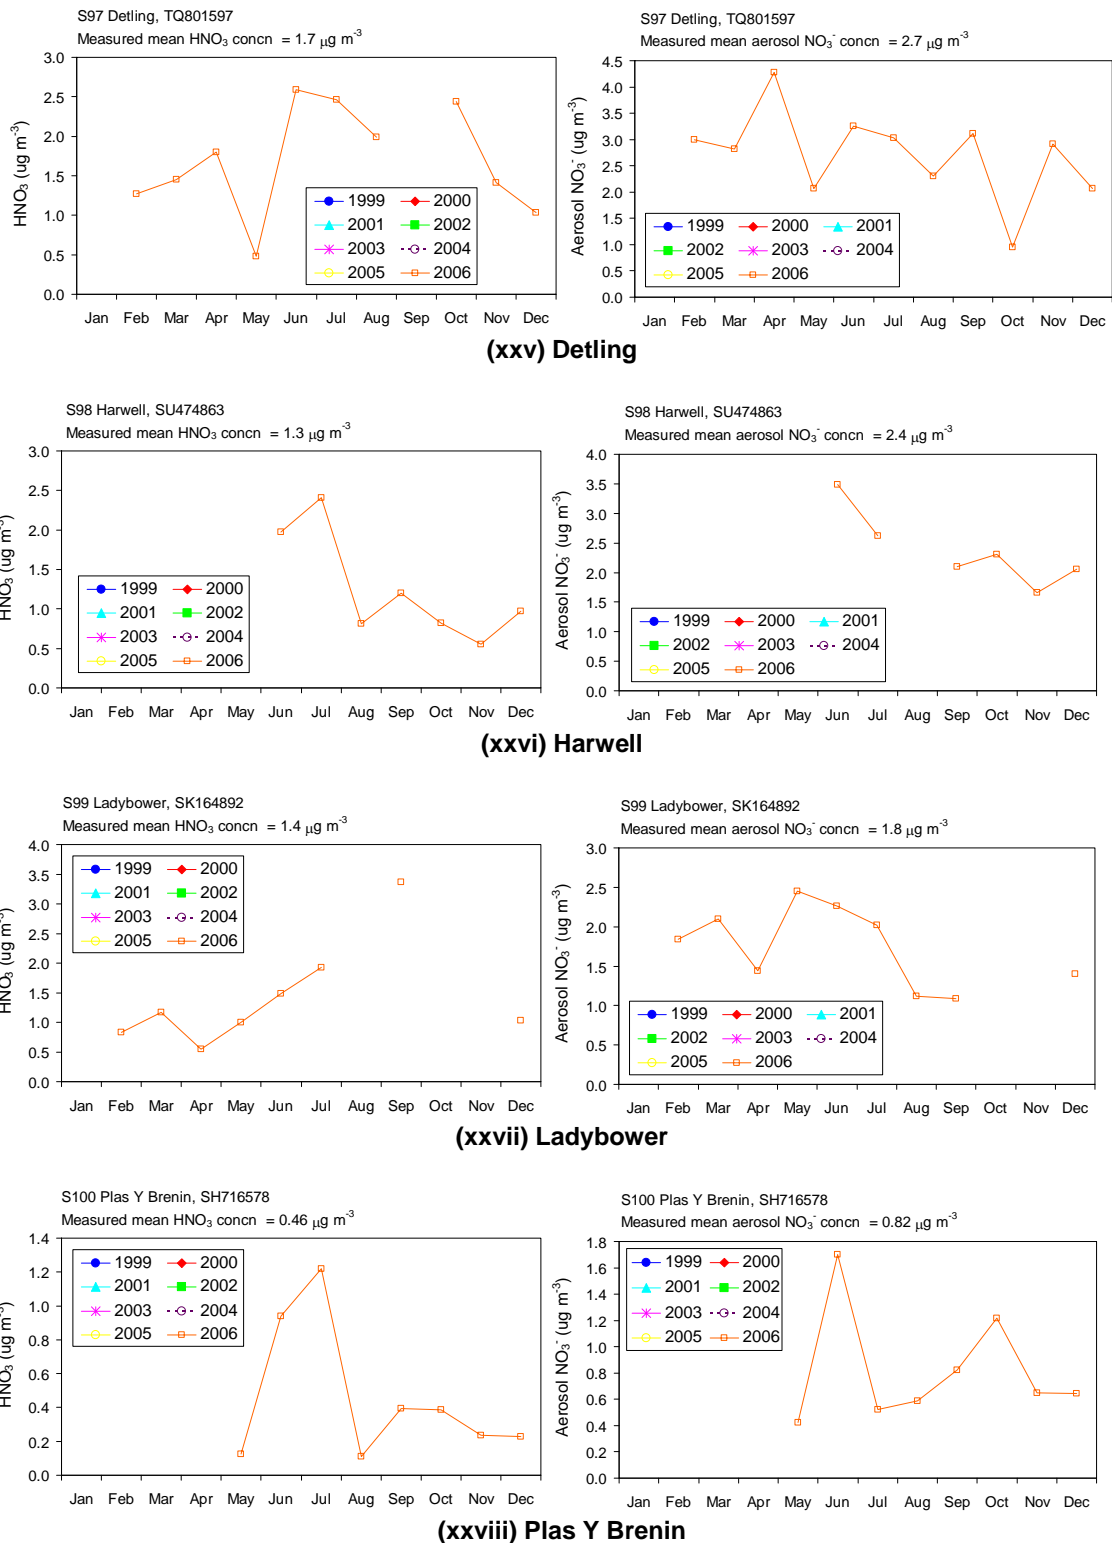 S97 Detling, TQ801597
Measured mean HNO₃ concn = 1.7 µg m⁻³
3.0
2.5
2.0
1.5
1.0
0.5
0.0
HNO₃ (ug m⁻³)
1999 2000
2001 2002
2003 2004
2005 2006
Jan Feb Mar Apr May Jun Jul Aug Sep Oct Nov Dec
S97 Detling, TQ801597
Measured mean aerosol NO₃⁻ concn = 2.7 µg m⁻³
4.5
4.0
3.5
3.0
2.5
2.0
1.5
1.0
0.5
0.0
Aerosol NO₃⁻ (ug m⁻³)
1999 2000 2001
2002 2003 2004
2005 2006
Jan Feb Mar Apr May Jun Jul Aug Sep Oct Nov Dec
(xxv) Detling
S98 Harwell, SU474863
Measured mean HNO₃ concn = 1.3 µg m⁻³
3.0
2.5
2.0
1.5
1.0
0.5
0.0
HNO₃ (ug m⁻³)
1999 2000
2001 2002
2003 2004
2005 2006
Jan Feb Mar Apr May Jun Jul Aug Sep Oct Nov Dec
S98 Harwell, SU474863
Measured mean aerosol NO₃⁻ concn = 2.4 µg m⁻³
4.0
3.5
3.0
2.5
2.0
1.5
1.0
0.5
0.0
Aerosol NO₃⁻ (ug m⁻³)
1999 2000 2001
2002 2003 2004
2005 2006
Jan Feb Mar Apr May Jun Jul Aug Sep Oct Nov Dec
(xxvi) Harwell
S99 Ladybower, SK164892
Measured mean HNO₃ concn = 1.4 µg m⁻³
4.0
3.5
3.0
2.5
2.0
1.5
1.0
0.5
0.0
HNO₃ (ug m⁻³)
1999 2000
2001 2002
2003 2004
2005 2006
Jan Feb Mar Apr May Jun Jul Aug Sep Oct Nov Dec
S99 Ladybower, SK164892
Measured mean aerosol NO₃⁻ concn = 1.8 µg m⁻³
3.0
2.5
2.0
1.5
1.0
0.5
0.0
Aerosol NO₃⁻ (ug m⁻³)
1999 2000 2001
2002 2003 2004
2005 2006
Jan Feb Mar Apr May Jun Jul Aug Sep Oct Nov Dec
(xxvii) Ladybower
S100 Plas Y Brenin, SH716578
Measured mean HNO₃ concn = 0.46 µg m⁻³
1.4
1.2
1.0
0.8
0.6
0.4
0.2
0.0
HNO₃ (ug m⁻³)
1999 2000
2001 2002
2003 2004
2005 2006
Jan Feb Mar Apr May Jun Jul Aug Sep Oct Nov Dec
S100 Plas Y Brenin, SH716578
Measured mean aerosol NO₃⁻ concn = 0.82 µg m⁻³
1.8
1.6
1.4
1.2
1.0
0.8
0.6
0.4
0.2
0.0
Aerosol NO₃⁻ (ug m⁻³)
1999 2000
2001 2002
2003 2004
2005 2006
Jan Feb Mar Apr May Jun Jul Aug Sep Oct Nov Dec
(xxviii) Plas Y Brenin